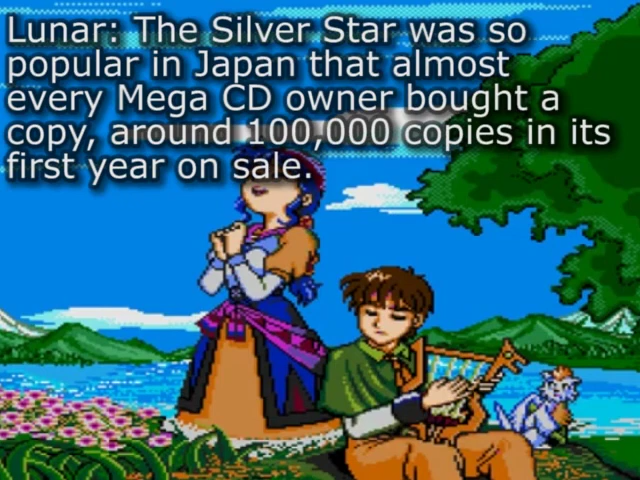 Lunar: The Silver Star was so
popular in Japan that almost
every Mega CD owner bought a
copy, around 100,000 copies in its
first year on sale.